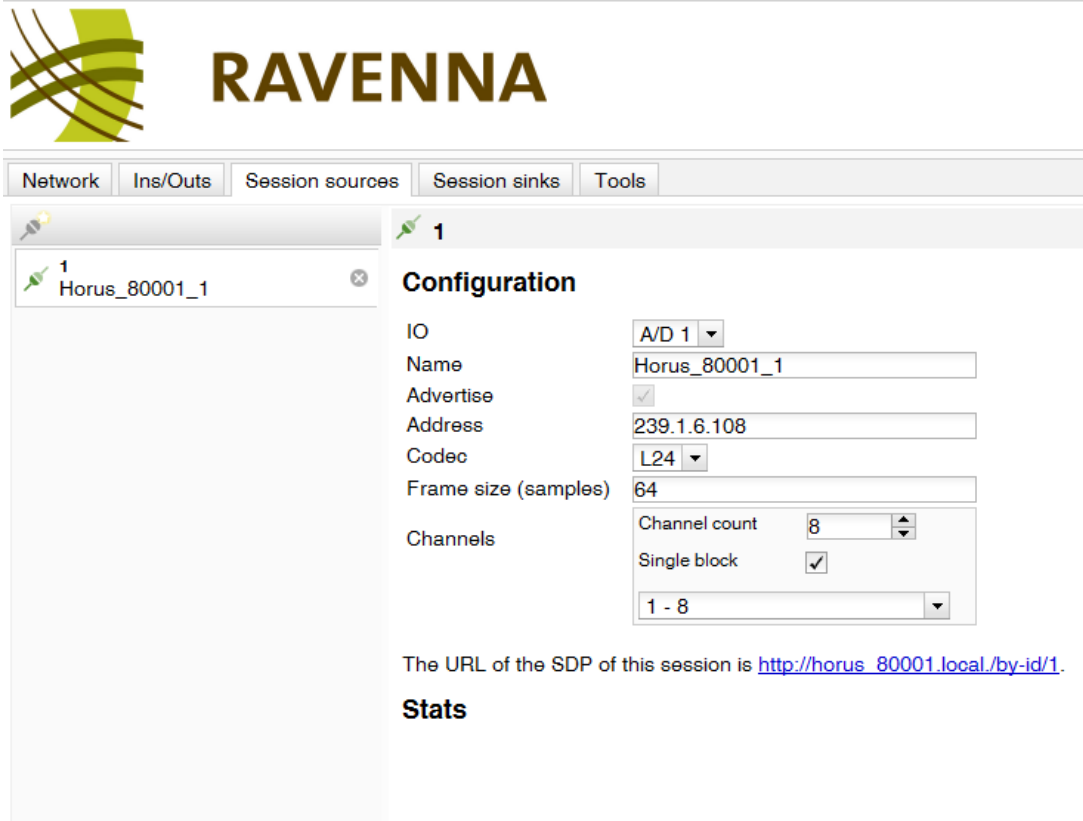 RAVENNA
Network Ins/Outs Session sources Session sinks Tools
1
Horus_80001_1
1
Configuration
IO A/D 1
Name Horus_80001_1
Advertise
Address 239.1.6.108
Codec L24
Frame size (samples) 64
Channels
Channel count 8
Single block
1 - 8
The URL of the SDP of this session is http://horus_80001.local./by-id/1.
Stats